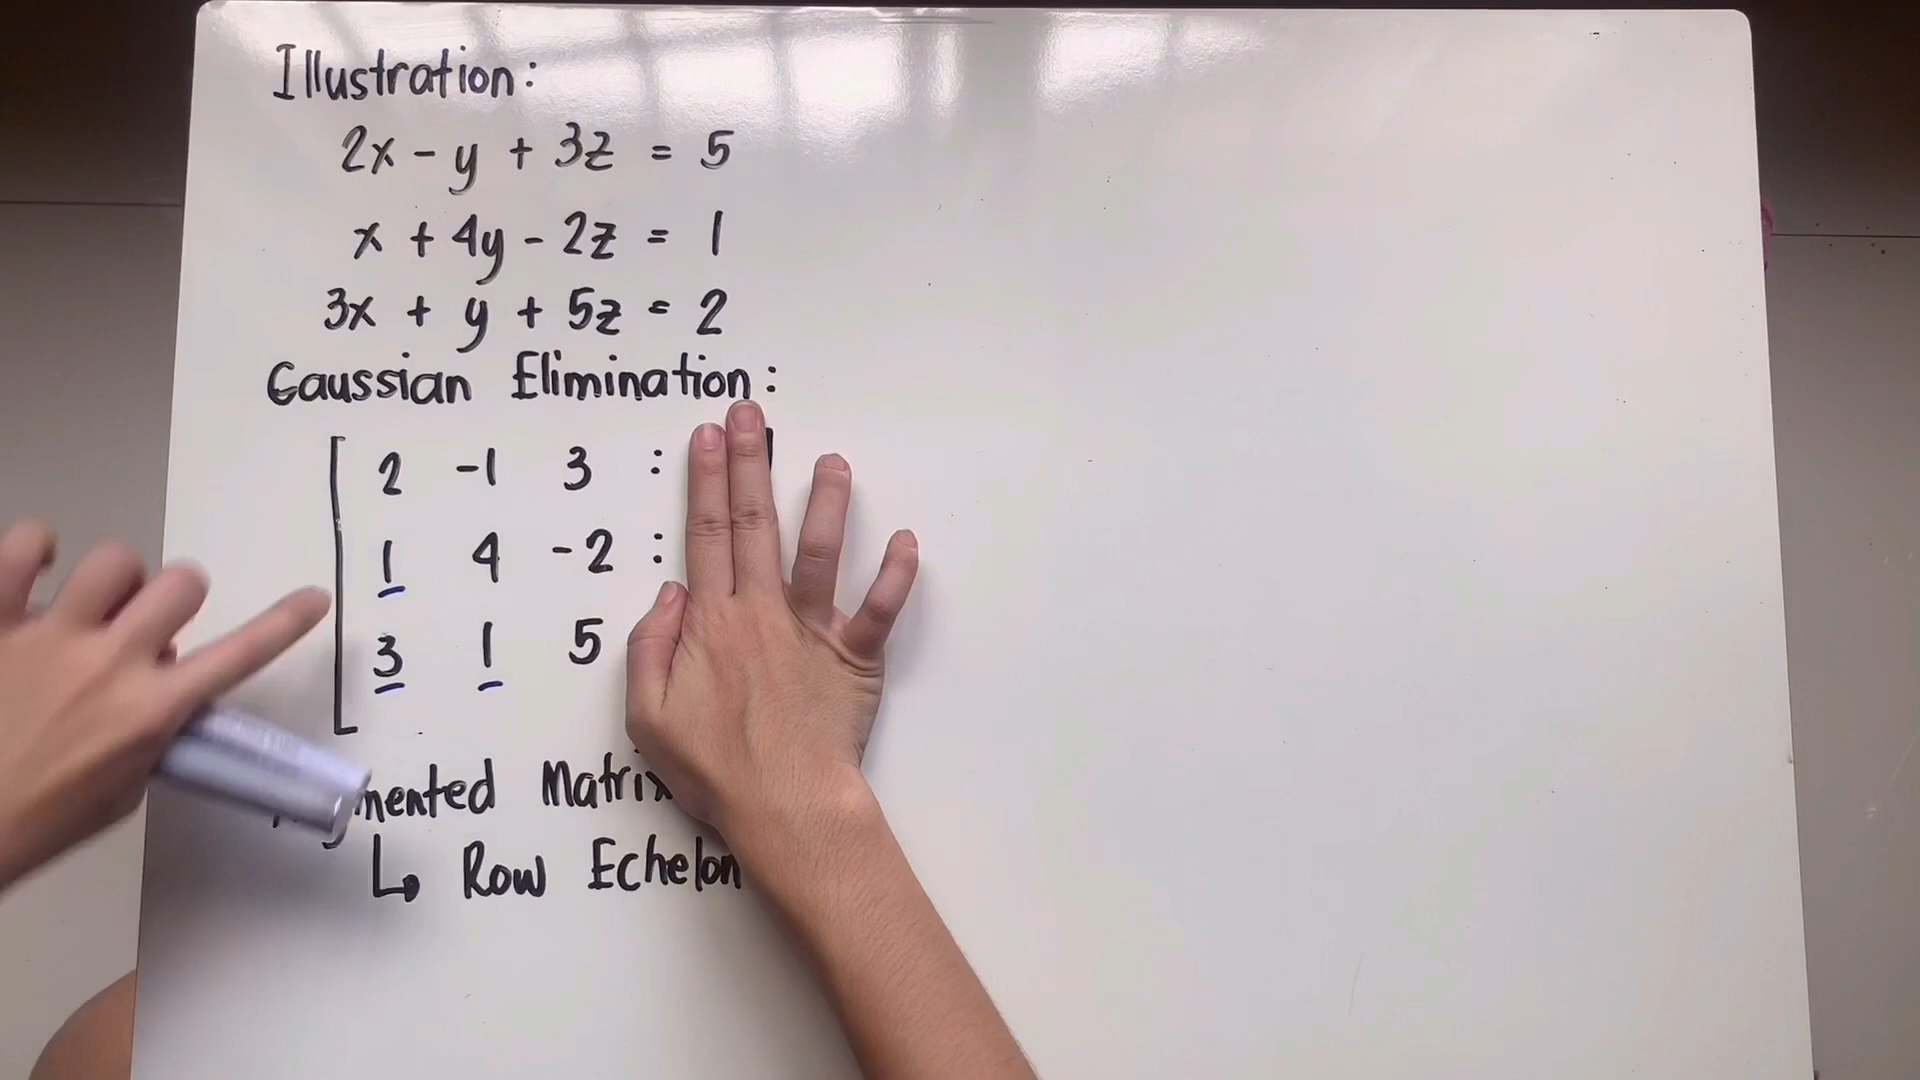 Illustration:
2x - y + 3z = 5
x + 4y - 2z = 1
3x + y + 5z = 2
Gaussian Elimination:
2 -1 3 :
1 4 -2 :
3 1 5
Matrix
↳ Row Echelon